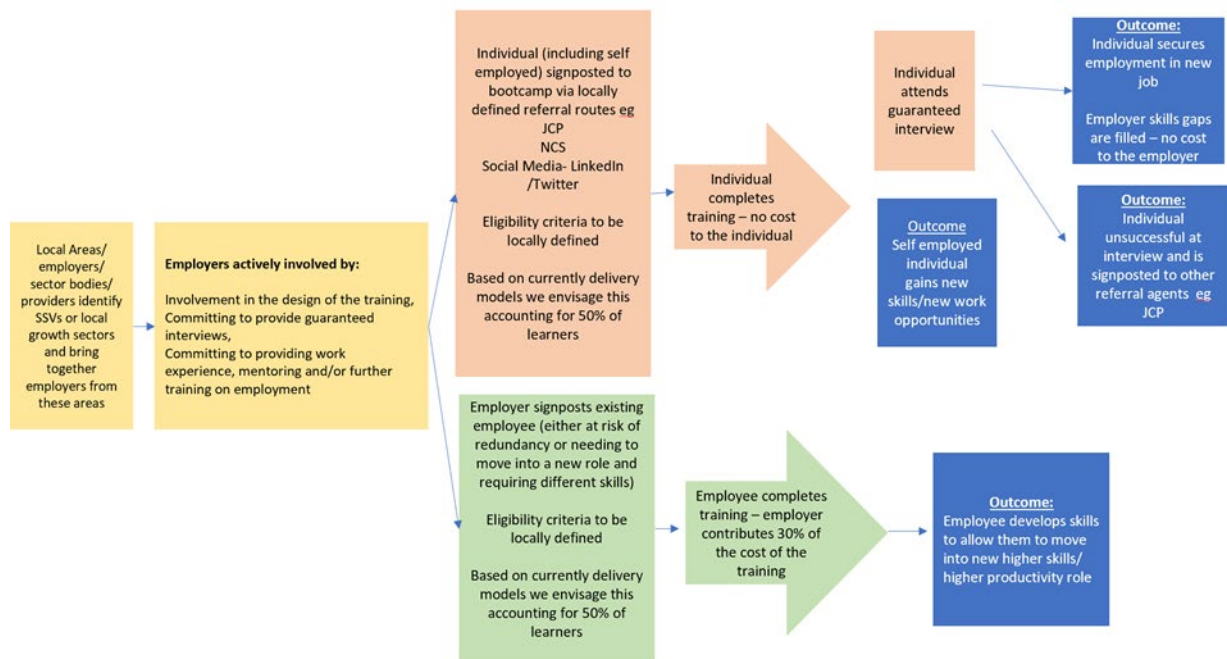 Local Areas/
employers/
sector bodies/
providers identify
SSVs or local
growth sectors
and bring
together
employers from
these areas
Employers actively involved by:
Involvement in the design of the training,
Committing to provide guaranteed
interviews,
Committing to providing work
experience, mentoring and/or further
training on employment
Individual (including self
employed) signposted to
bootcamp via locally
defined referral routes eg
JCP
NCS
Social Media- LinkedIn
/Twitter
Eligibility criteria to be
locally defined
Based on currently delivery
models we envisage this
accounting for 50% of
learners
Individual
completes
training – no cost
to the individual
Individual
attends
guaranteed
interview
Outcome:
Individual secures
employment in new
job
Employer skills gaps
are filled – no cost
to the employer
Outcome
Self employed
individual
gains new
skills/new work
opportunities
Outcome:
Individual
unsuccessful at
interview and is
signposted to other
referral agents eg
JCP
Employer signposts existing
employee (either at risk of
redundancy or needing to
move into a new role and
requiring different skills)
Eligibility criteria to be
locally defined
Based on currently delivery
models we envisage this
accounting for 50% of
learners
Employee completes
training – employer
contributes 30% of
the cost of the
training
Outcome:
Employee develops skills
to allow them to move
into new higher skills/
higher productivity role